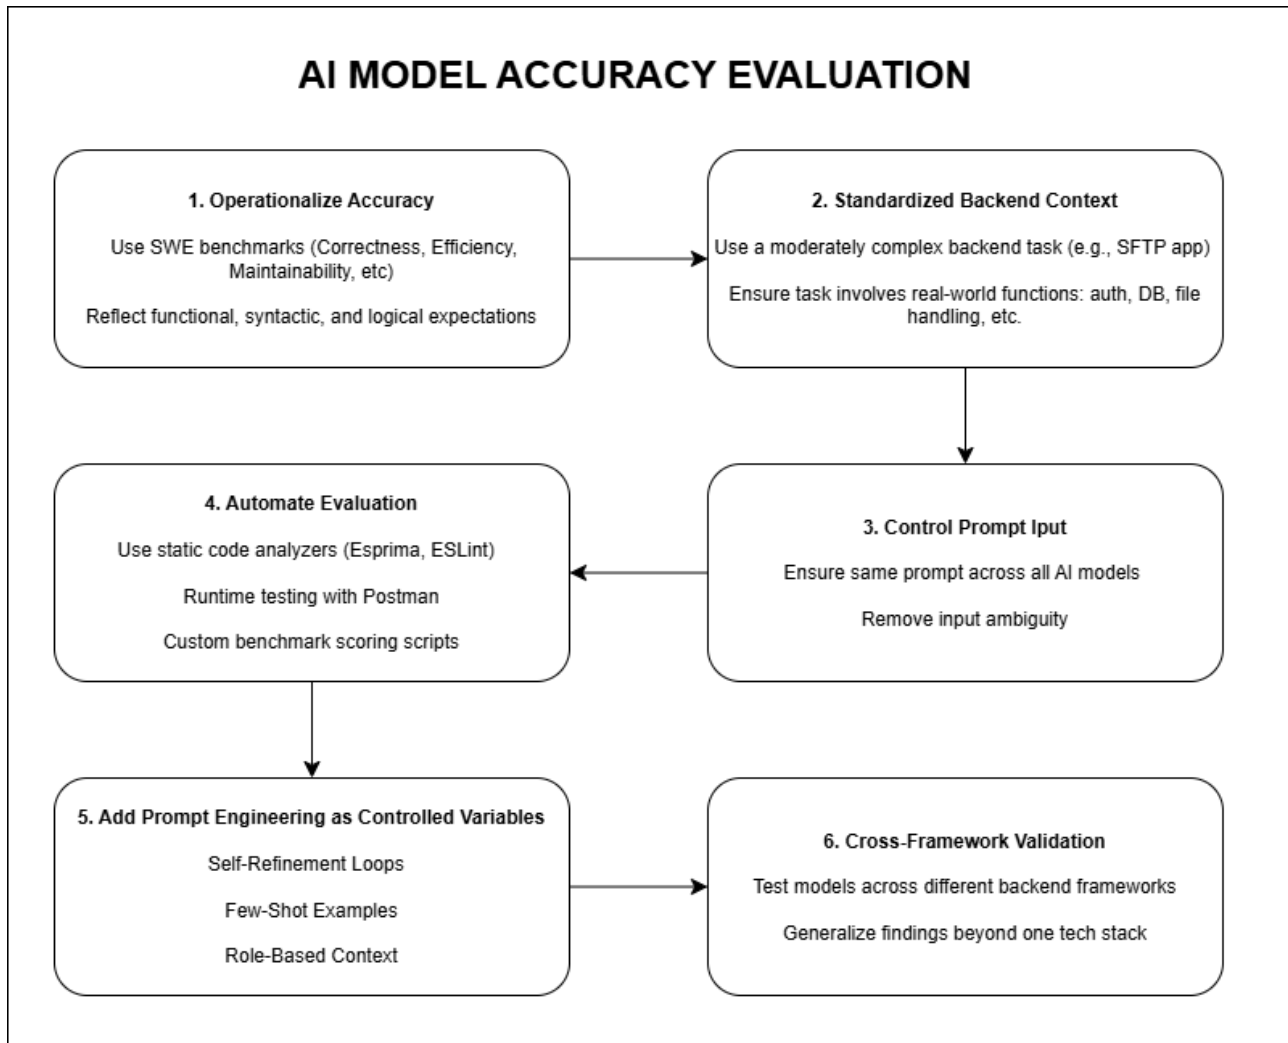 AI MODEL ACCURACY EVALUATION
1. Operationalize Accuracy
Use SWE benchmarks (Correctness, Efficiency,
Maintainability, etc)
Reflect functional, syntactic, and logical expectations
2. Standardized Backend Context
Use a moderately complex backend task (e.g., SFTP app)
Ensure task involves real-world functions: auth, DB, file
handling, etc.
3. Control Prompt Iput
Ensure same prompt across all AI models
Remove input ambiguity
4. Automate Evaluation
Use static code analyzers (Esprima, ESLint)
Runtime testing with Postman
Custom benchmark scoring scripts
5. Add Prompt Engineering as Controlled Variables
Self-Refinement Loops
Few-Shot Examples
Role-Based Context
6. Cross-Framework Validation
Test models across different backend frameworks
Generalize findings beyond one tech stack